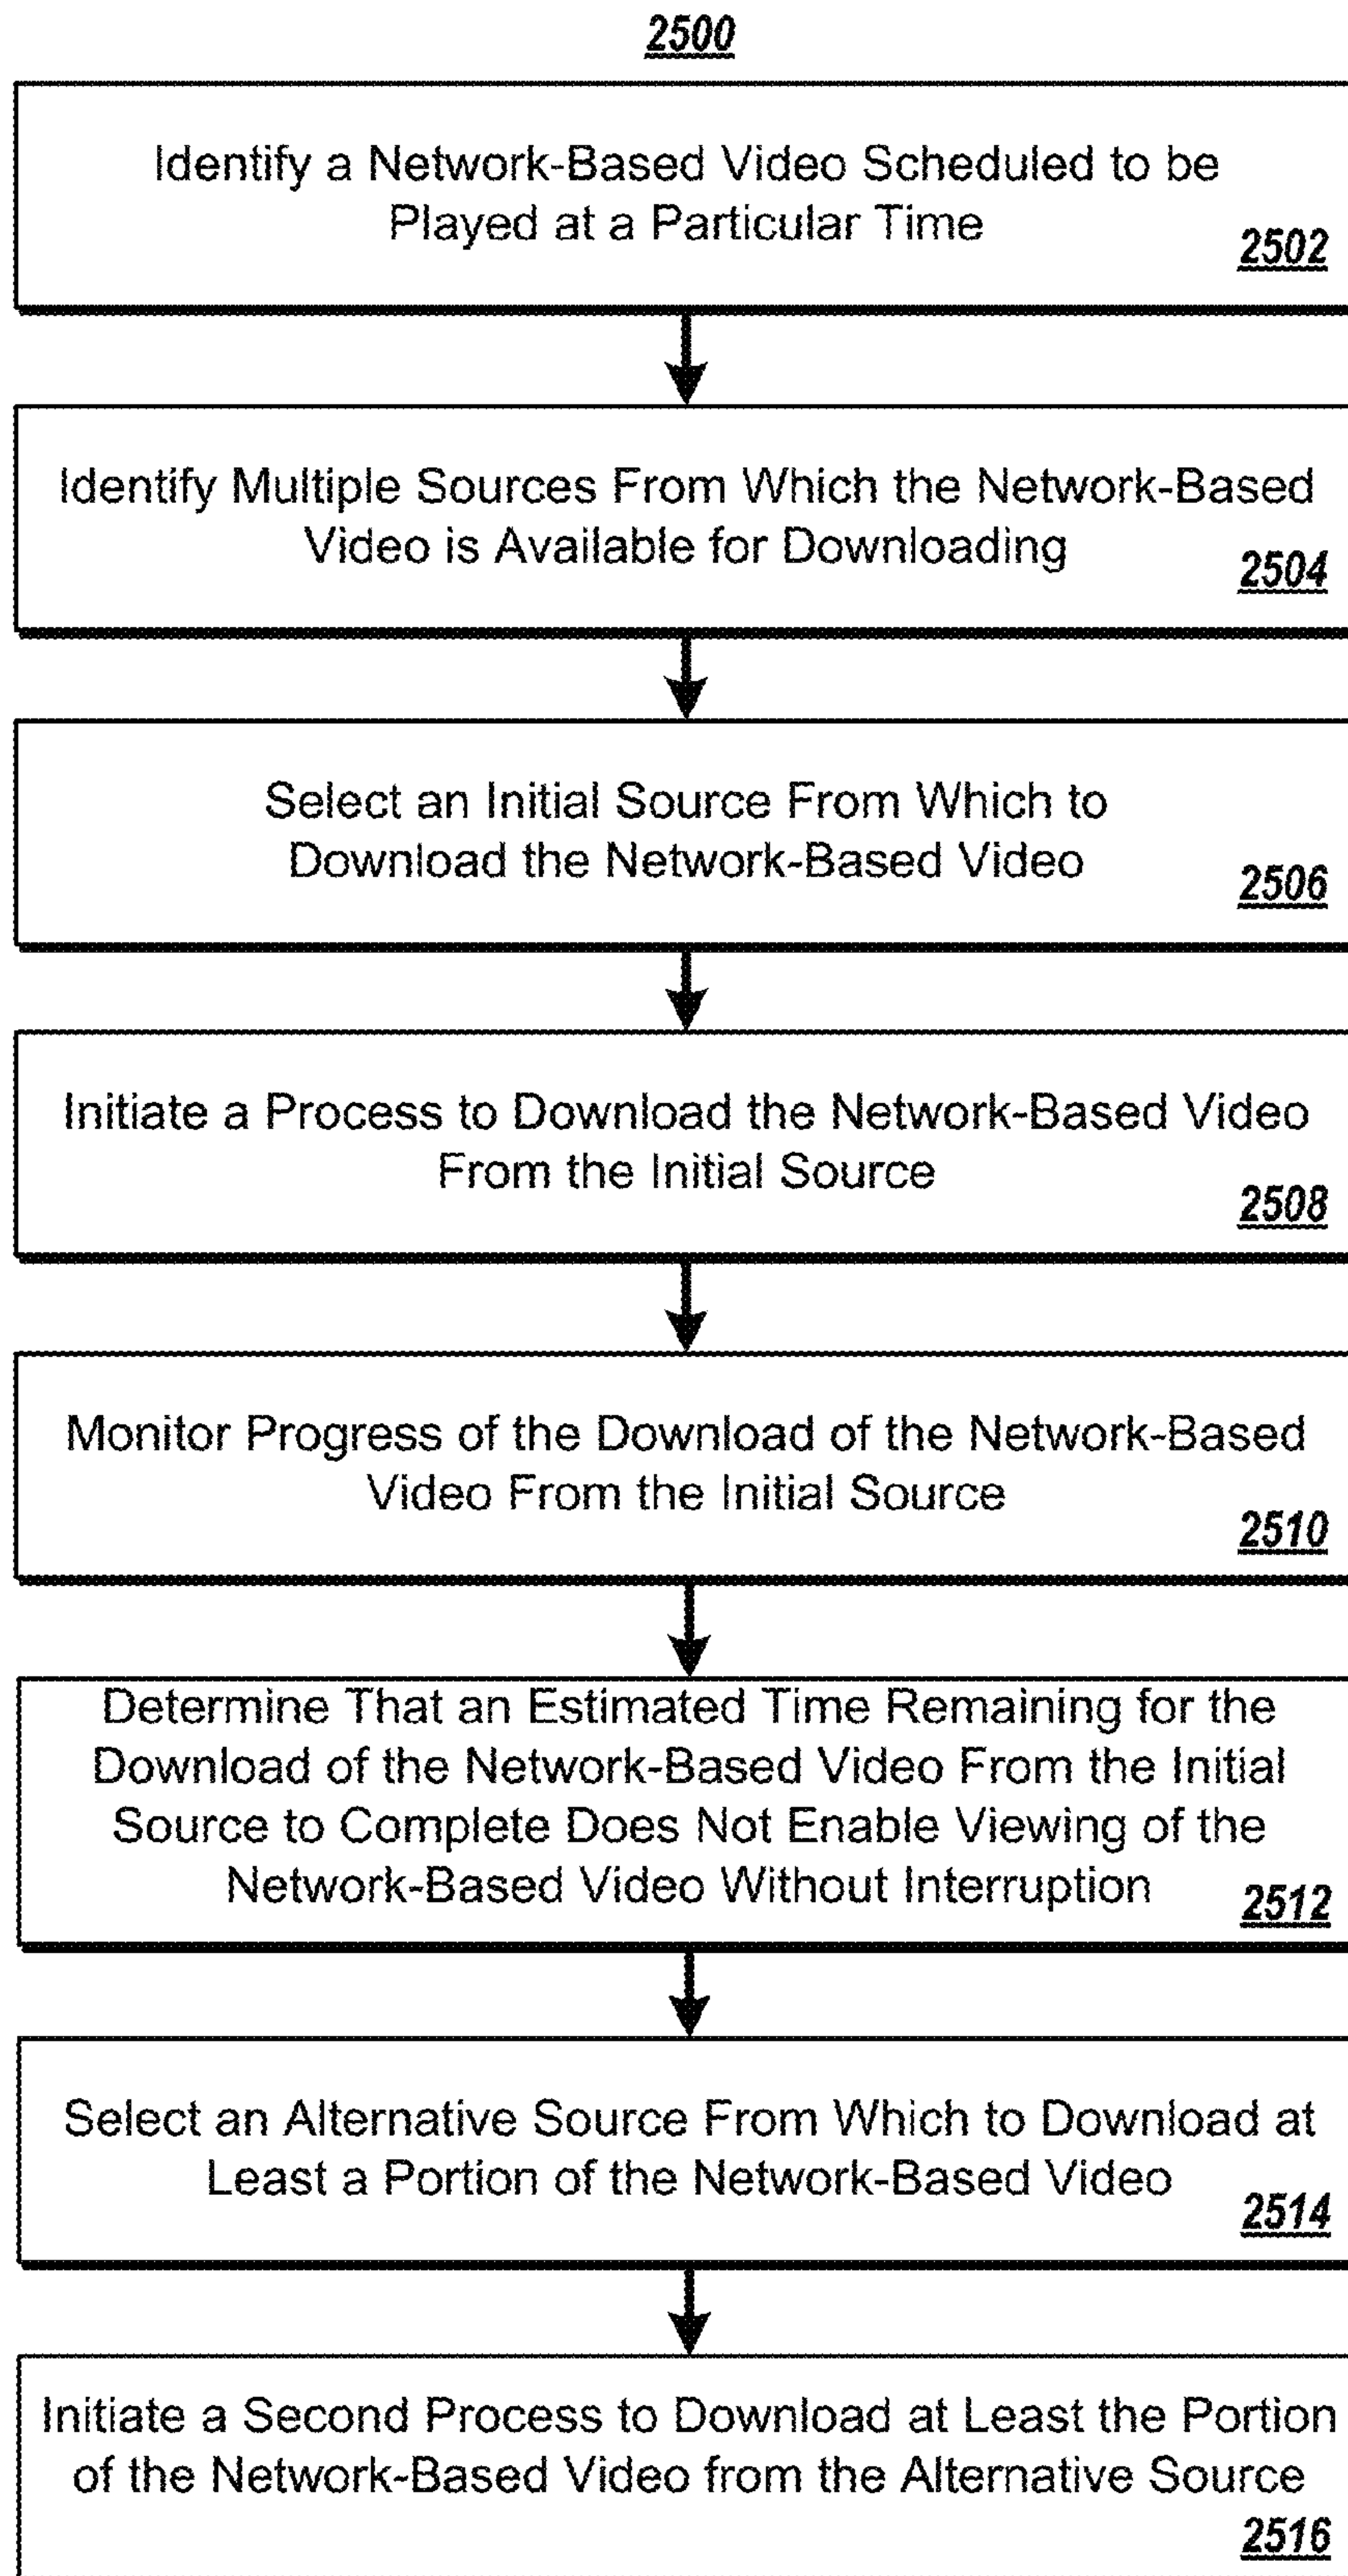 2500
Identify a Network-Based Video Scheduled to be
Played at a Particular Time
2502
Identify Multiple Sources From Which the Network-Based
Video is Available for Downloading
2504
Select an Initial Source From Which to
Download the Network-Based Video
2506
Initiate a Process to Download the Network-Based Video
From the Initial Source
2508
Monitor Progress of the Download of the Network-Based
Video From the Initial Source
2510
Determine That an Estimated Time Remaining for the
Download of the Network-Based Video From the Initial
Source to Complete Does Not Enable Viewing of the
Network-Based Video Without Interruption
2512
Select an Alternative Source From Which to Download at
Least a Portion of the Network-Based Video
2514
Initiate a Second Process to Download at Least the Portion
of the Network-Based Video from the Alternative Source
2516